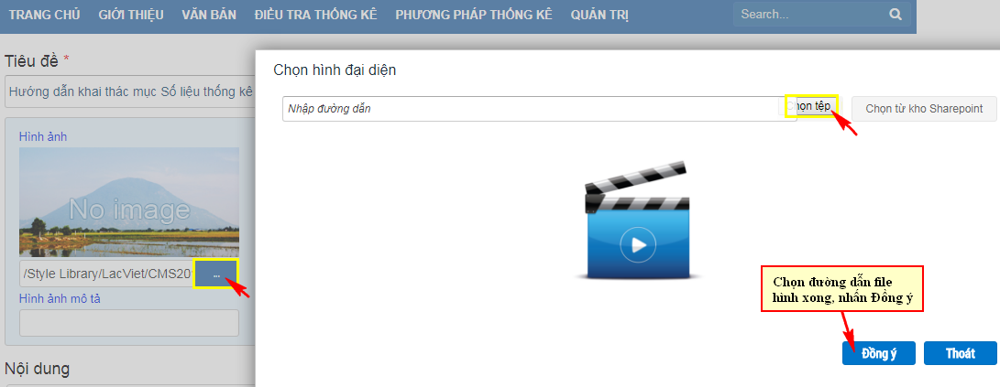 TRANG CHỦ GIỚI THIỆU VĂN BẢN ĐIỀU TRA THỐNG KÊ PHƯƠNG PHÁP THỐNG KÊ QUẢN TRỊ Search...
Tiêu đề *
Hướng dẫn khai thác mục Số liệu thống kê
Hình ảnh
No image
/Style Library/LacViet/CMS20 ...
Hình ảnh mô tả
Nội dung
Chọn hình đại diện
Nhập đường dẫn Chọn tệp Chọn từ kho Sharepoint
Chọn đường dẫn file
hình xong, nhấn Đồng ý
Đồng ý Thoát